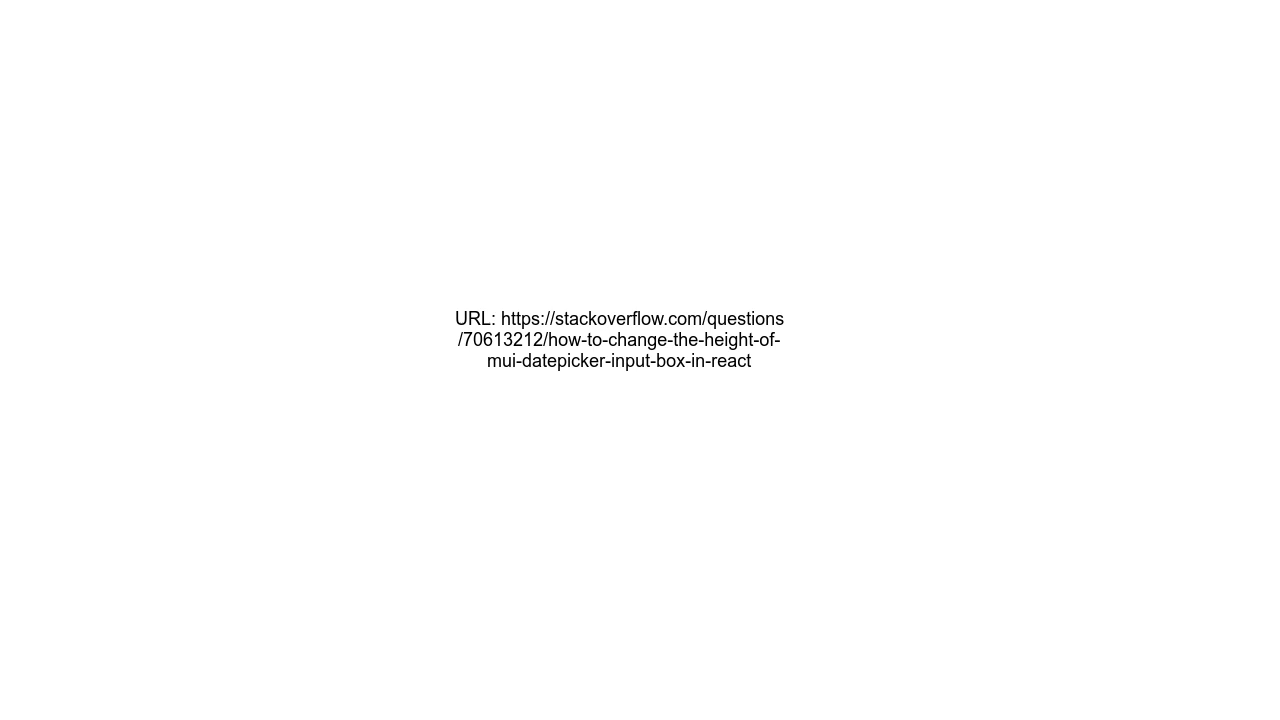 URL: https://stackoverflow.com/questions
/70613212/how-to-change-the-height-of-
mui-datepicker-input-box-in-react